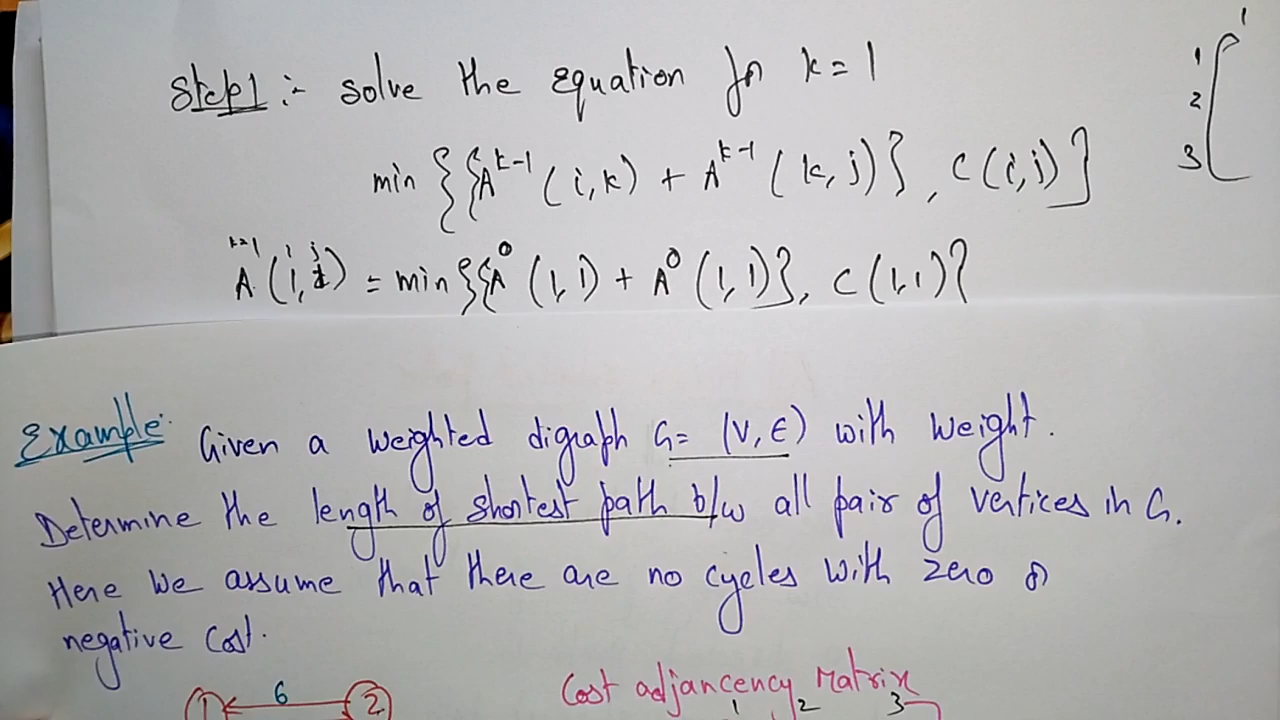 Step1 :- solve the equation for k = 1
min {{A^{k-1} (i, k) + A^{k-1} (k, j)} , C (i, j)}
1
1
2
3
k=1 i j
A (1, 1) = min {{A^0 (1, 1) + A^0 (1, 1)}, C (1, 1)}
Example: Given a weighted digraph G = (V, E) with weight.
Determine the length of shortest path b/w all pair of vertices in G.
Here we assume that there are no cycles with zero or
negative cost.
1 6 2
Cost adjancency matrix
1 2 3